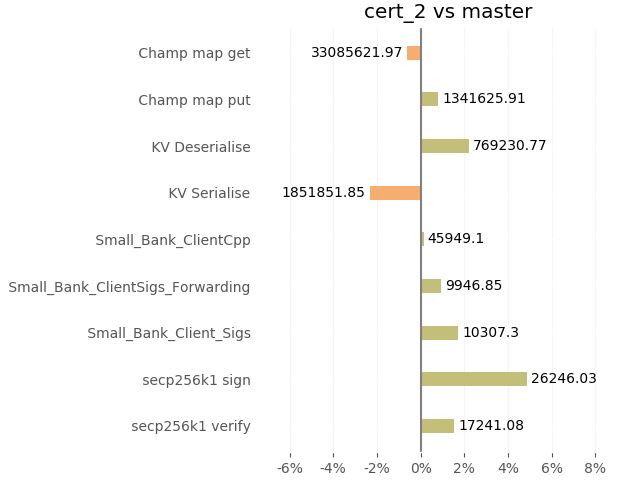 cert_2 vs master
Champ map get 33085621.97
Champ map put 1341625.91
KV Deserialise 769230.77
KV Serialise 1851851.85
Small_Bank_ClientCpp 45949.1
Small_Bank_ClientSigs_Forwarding 9946.85
Small_Bank_Client_Sigs 10307.3
secp256k1 sign 26246.03
secp256k1 verify 17241.08
-6% -4% -2% 0% 2% 4% 6% 8%